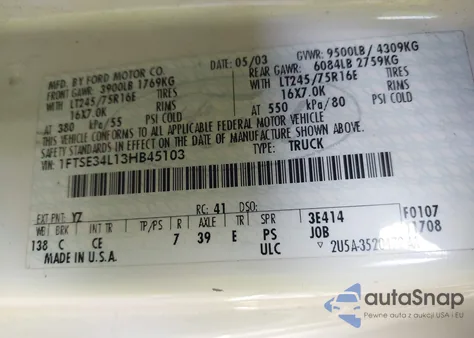 MFD. BY FORD MOTOR CO.
DATE: 05/03
GVWR: 9500LB/ 4309KG
FRONT GAWR: 3900LB 1769KG
REAR GAWR: 6084LB 2759KG
WITH LT245/75R16E TIRES
WITH LT245/75R16E TIRES
16X7.0K RIMS
16X7.0K RIMS
AT 380 kPa/55 PSI COLD
AT 550 kPa/80 PSI COLD
THIS VEHICLE CONFORMS TO ALL APPLICABLE FEDERAL MOTOR VEHICLE
SAFETY STANDARDS IN EFFECT ON THE DATE OF MANUFACTURE SHOWN ABOVE
VIN: 1FTSE34L13HB45103
TYPE: TRUCK
EXT PNT: YZ RC: 41 DSO:
WB BRK INT TR TP/PS R AXLE TR SPR 3E414 F0107
138 C CE 7 39 E PS JOB
ULC
MADE IN U.S.A.
autoSnap
Pewne auta z aukcji USA i EU